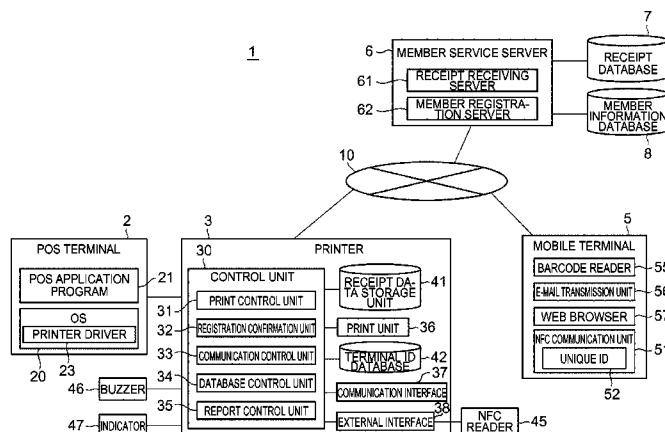 1
6
MEMBER SERVICE SERVER
61
RECEIPT RECEIVING
SERVER
62
MEMBER REGISTRA-
TION SERVER
7
RECEIPT
DATABASE
MEMBER
INFORMATION
DATABASE
8
10
2
POS TERMINAL
POS APPLICATION
PROGRAM
21
OS
PRINTER DRIVER
20
23
46
BUZZER
47
INDICATOR
3
PRINTER
30
CONTROL UNIT
31
PRINT CONTROL UNIT
32
REGISTRATION CONFIRMATION UNIT
33
COMMUNICATION CONTROL UNIT
34
DATABASE CONTROL UNIT
35
REPORT CONTROL UNIT
RECEIPT DA-
TA STORAGE
UNIT
41
PRINT UNIT
36
TERMINAL ID
DATABASE
42
37
COMMUNICATION INTERFACE
EXTERNAL INTERFACE
38
NFC
READER
45
5
MOBILE TERMINAL
BARCODE READER
55
E-MAIL TRANSMISSION UNIT
56
WEB BROWSER
57
NFC COMMUNICATION UNIT
51
UNIQUE ID
52